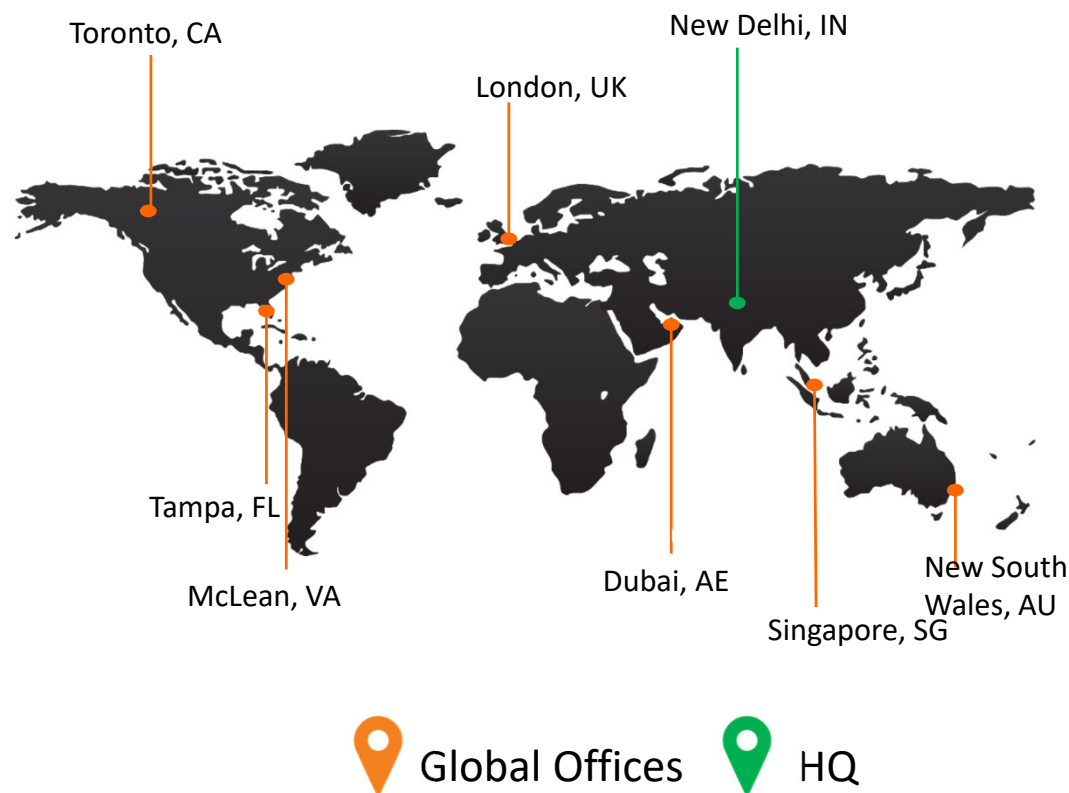 Toronto, CA
New Delhi, IN
London, UK
Tampa, FL
McLean, VA
Dubai, AE
New South
Wales, AU
Singapore, SG
Global Offices
HQ